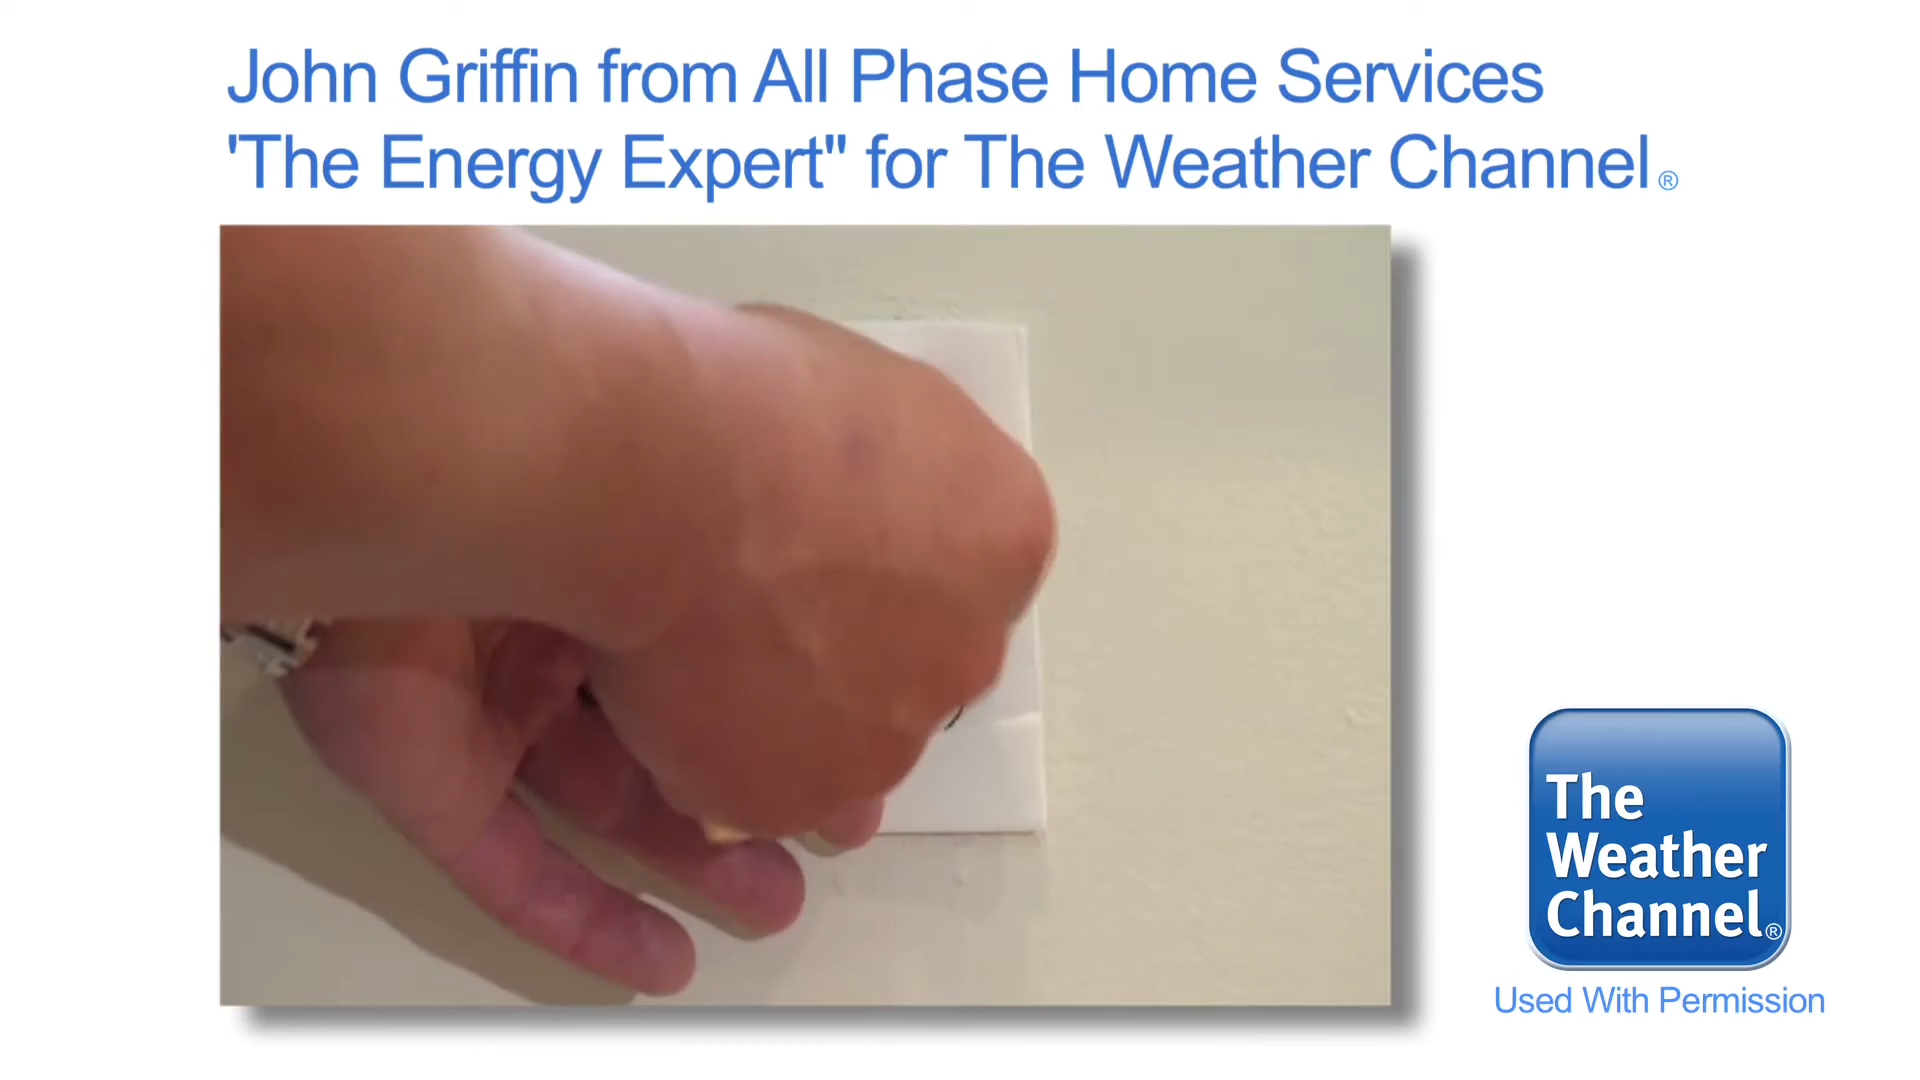 John Griffin from All Phase Home Services
'The Energy Expert" for The Weather Channel®
The
Weather
Channel®
Used With Permission